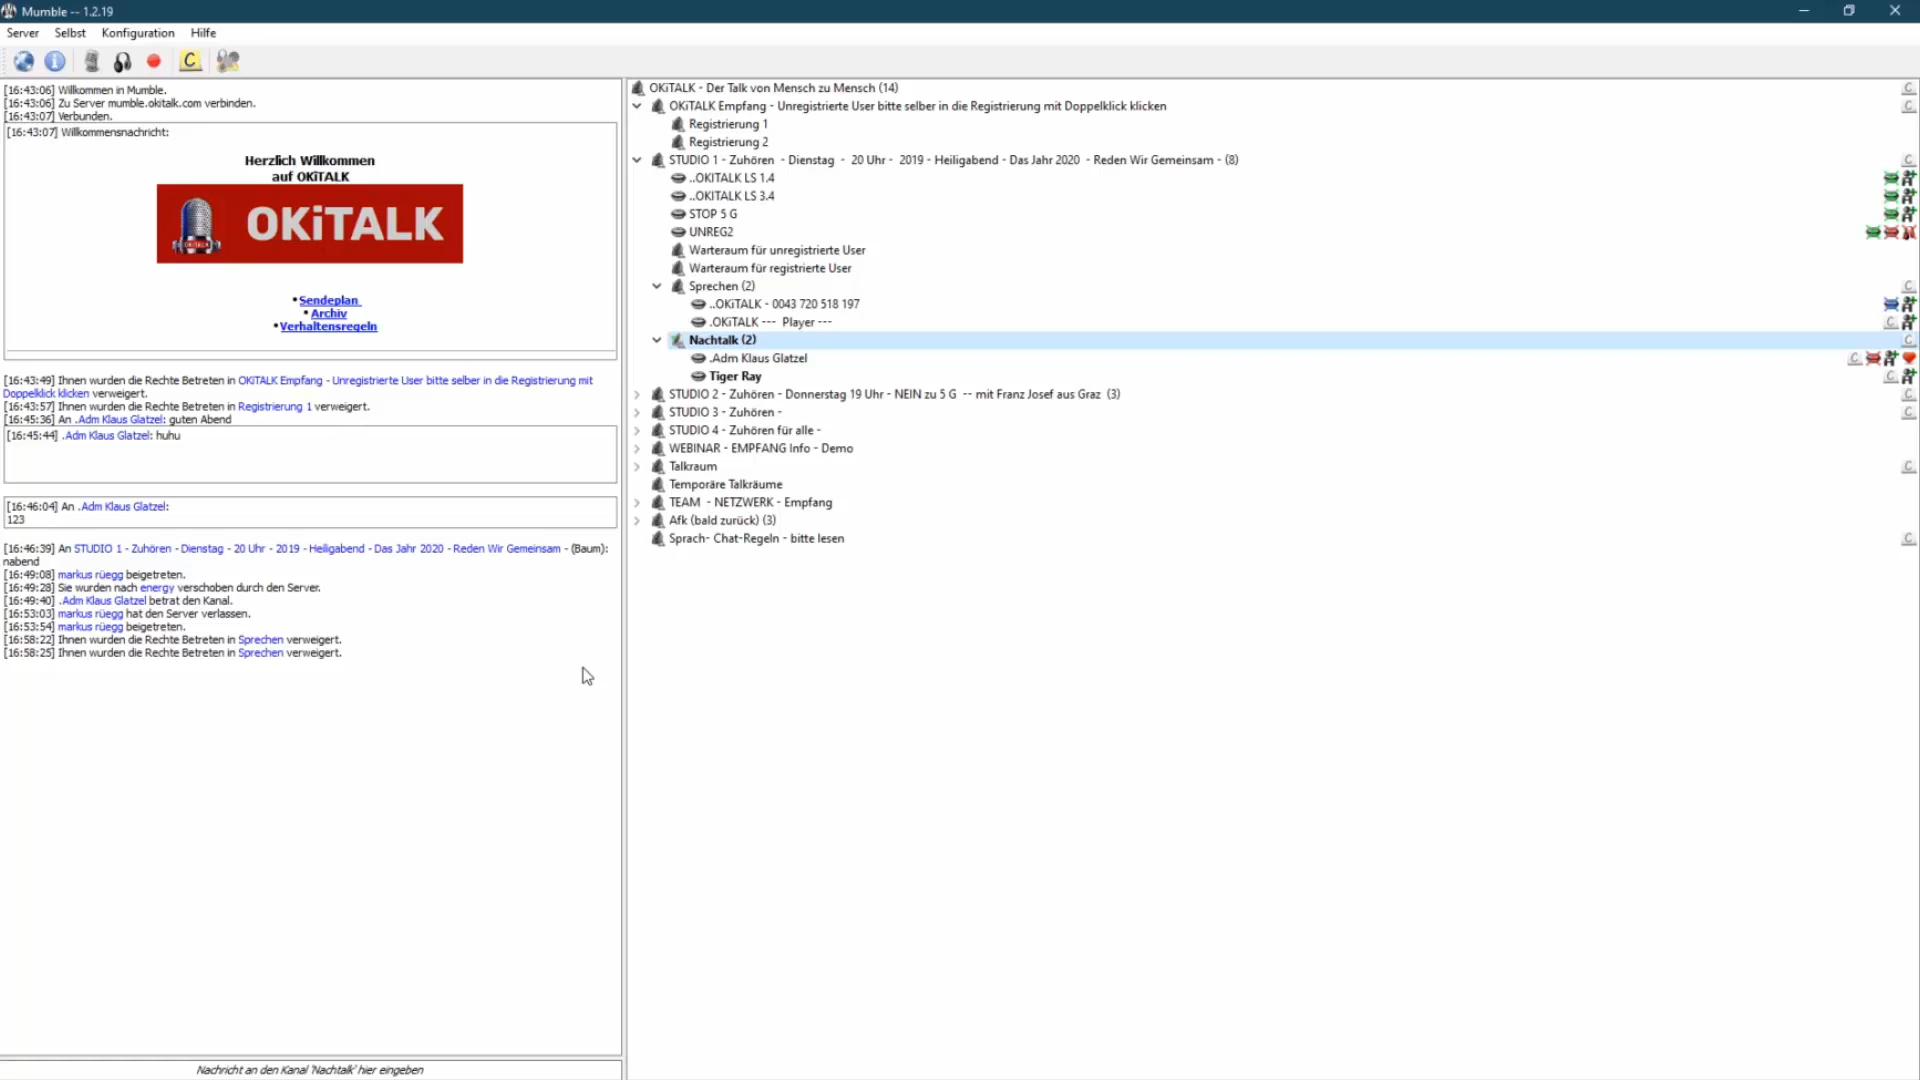 Mumble -- 1.2.19
Server Selbst Konfiguration Hilfe
[16:43:06] Willkommen in Mumble.
[16:43:06] Zu Server mumble.okitalk.com verbinden.
[16:43:07] Verbunden.
[16:43:07] Willkommensnachricht:
Herzlich Willkommen
auf OKiTALK
OKiTALK
•Sendeplan
• Archiv
•Verhaltensregeln
[16:43:49] Ihnen wurden die Rechte Betreten in OKiTALK Empfang - Unregistrierte User bitte selber in die Registrierung mit
Doppelklick klicken verweigert.
[16:43:57] Ihnen wurden die Rechte Betreten in Registrierung 1 verweigert.
[16:45:36] An .Adm Klaus Glatzel: guten Abend
[16:45:44] .Adm Klaus Glatzel: huhu
[16:46:04] An .Adm Klaus Glatzel:
123
[16:46:39] An STUDIO 1 - Zuhören - Dienstag - 20 Uhr - 2019 - Heiligabend - Das Jahr 2020 - Reden Wir Gemeinsam - (Baum):
nabend
[16:49:08] markus rüegg beigetreten.
[16:49:28] Sie wurden nach energy verschoben durch den Server.
[16:49:40] .Adm Klaus Glatzel betrat den Kanal.
[16:53:03] markus rüegg hat den Server verlassen.
[16:53:54] markus rüegg beigetreten.
[16:58:22] Ihnen wurden die Rechte Betreten in Sprechen verweigert.
[16:58:25] Ihnen wurden die Rechte Betreten in Sprechen verweigert.
Nachricht an den Kanal 'Nachtalk' hier eingeben
OKiTALK - Der Talk von Mensch zu Mensch (14)
OKiTALK Empfang - Unregistrierte User bitte selber in die Registrierung mit Doppelklick klicken
Registrierung 1
Registrierung 2
STUDIO 1 - Zuhören - Dienstag - 20 Uhr - 2019 - Heiligabend - Das Jahr 2020 - Reden Wir Gemeinsam - (8)
..OKITALK LS 1.4
..OKITALK LS 3.4
STOP 5 G
UNREG2
Warteraum für unregistrierte User
Warteraum für registrierte User
Sprechen (2)
..OKiTALK - 0043 720 518 197
.OKiTALK --- Player ---
Nachtalk (2)
.Adm Klaus Glatzel
Tiger Ray
STUDIO 2 - Zuhören - Donnerstag 19 Uhr - NEIN zu 5 G -- mit Franz Josef aus Graz (3)
STUDIO 3 - Zuhören -
STUDIO 4 - Zuhören für alle -
WEBINAR - EMPFANG Info - Demo
Talkraum
Temporäre Talkräume
TEAM - NETZWERK - Empfang
Afk (bald zurück) (3)
Sprach- Chat-Regeln - bitte lesen